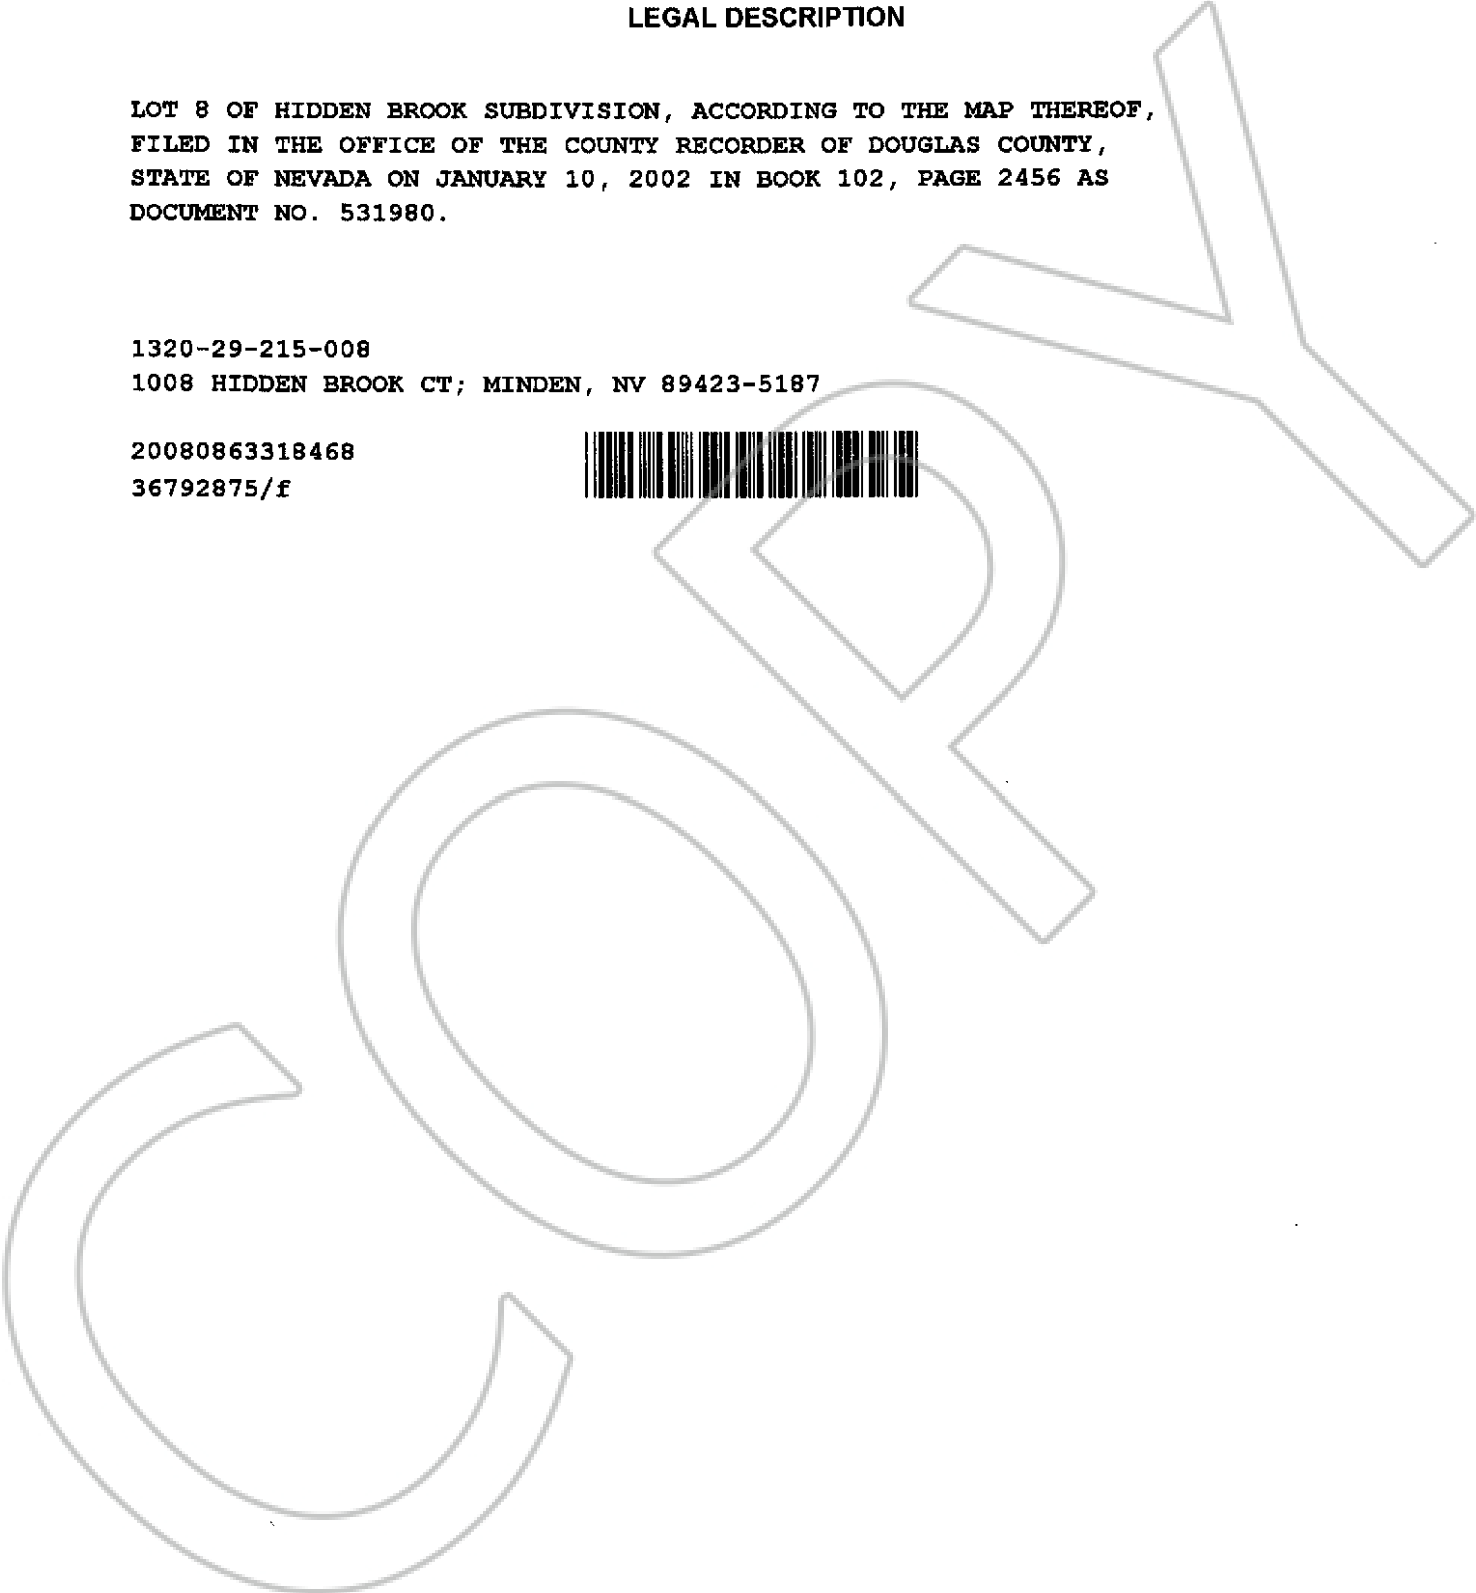 LEGAL DESCRIPTION
LOT 8 OF HIDDEN BROOK SUBDIVISION, ACCORDING TO THE MAP THEREOF,
FILED IN THE OFFICE OF THE COUNTY RECORDER OF DOUGLAS COUNTY,
STATE OF NEVADA ON JANUARY 10, 2002 IN BOOK 102, PAGE 2456 AS
DOCUMENT NO. 531980.
1320-29-215-008
1008 HIDDEN BROOK CT; MINDEN, NV 89423-5187
20080863318468
36792875/f
COPY